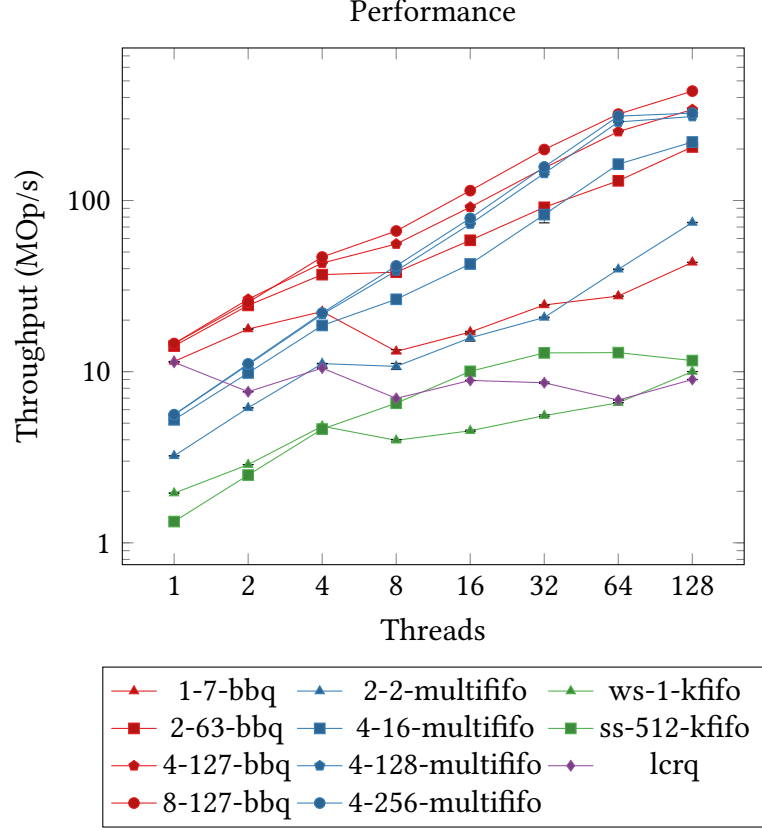 Performance
Throughput (MOp/s)
100
10
1
1 2 4 8 16 32 64 128
Threads
1-7-bbq 2-2-multififo ws-1-kfifo
2-63-bbq 4-16-multififo ss-512-kfifo
4-127-bbq 4-128-multififo lcrq
8-127-bbq 4-256-multififo